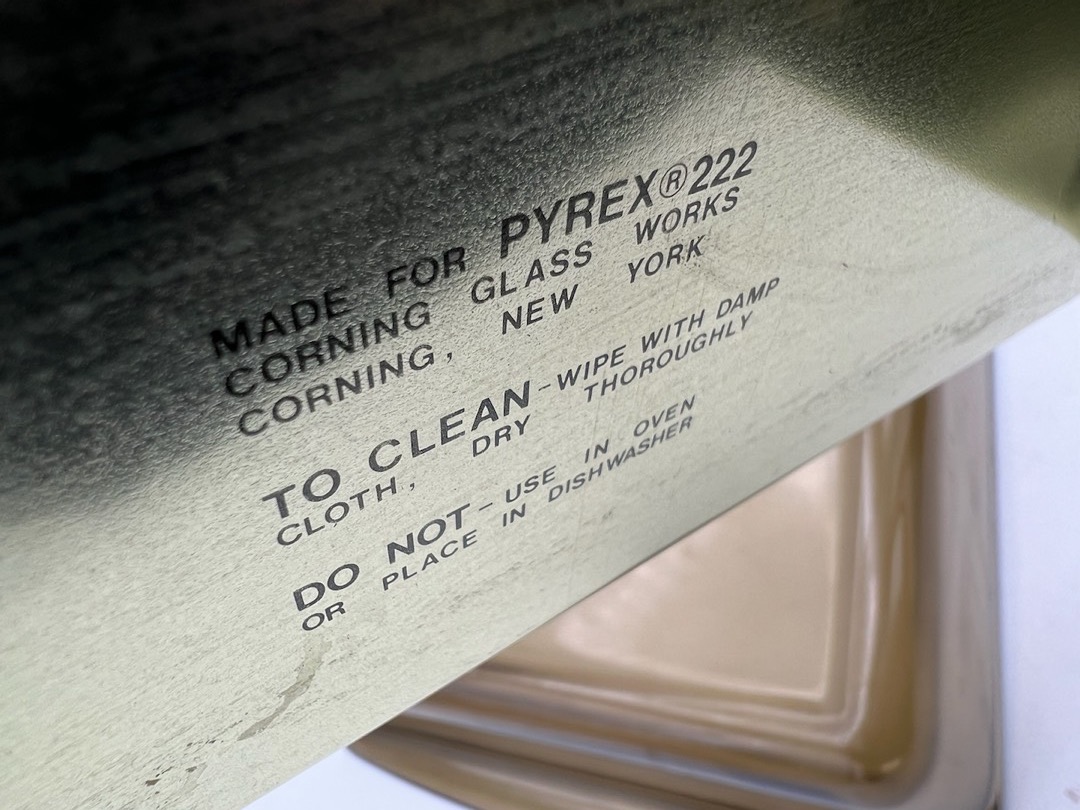 MADE FOR PYREX®222
CORNING GLASS WORKS
CORNING, NEW YORK
TO CLEAN-WIPE WITH DAMP
CLOTH, DRY THOROUGHLY
DO NOT-USE IN OVEN
OR PLACE IN DISHWASHER